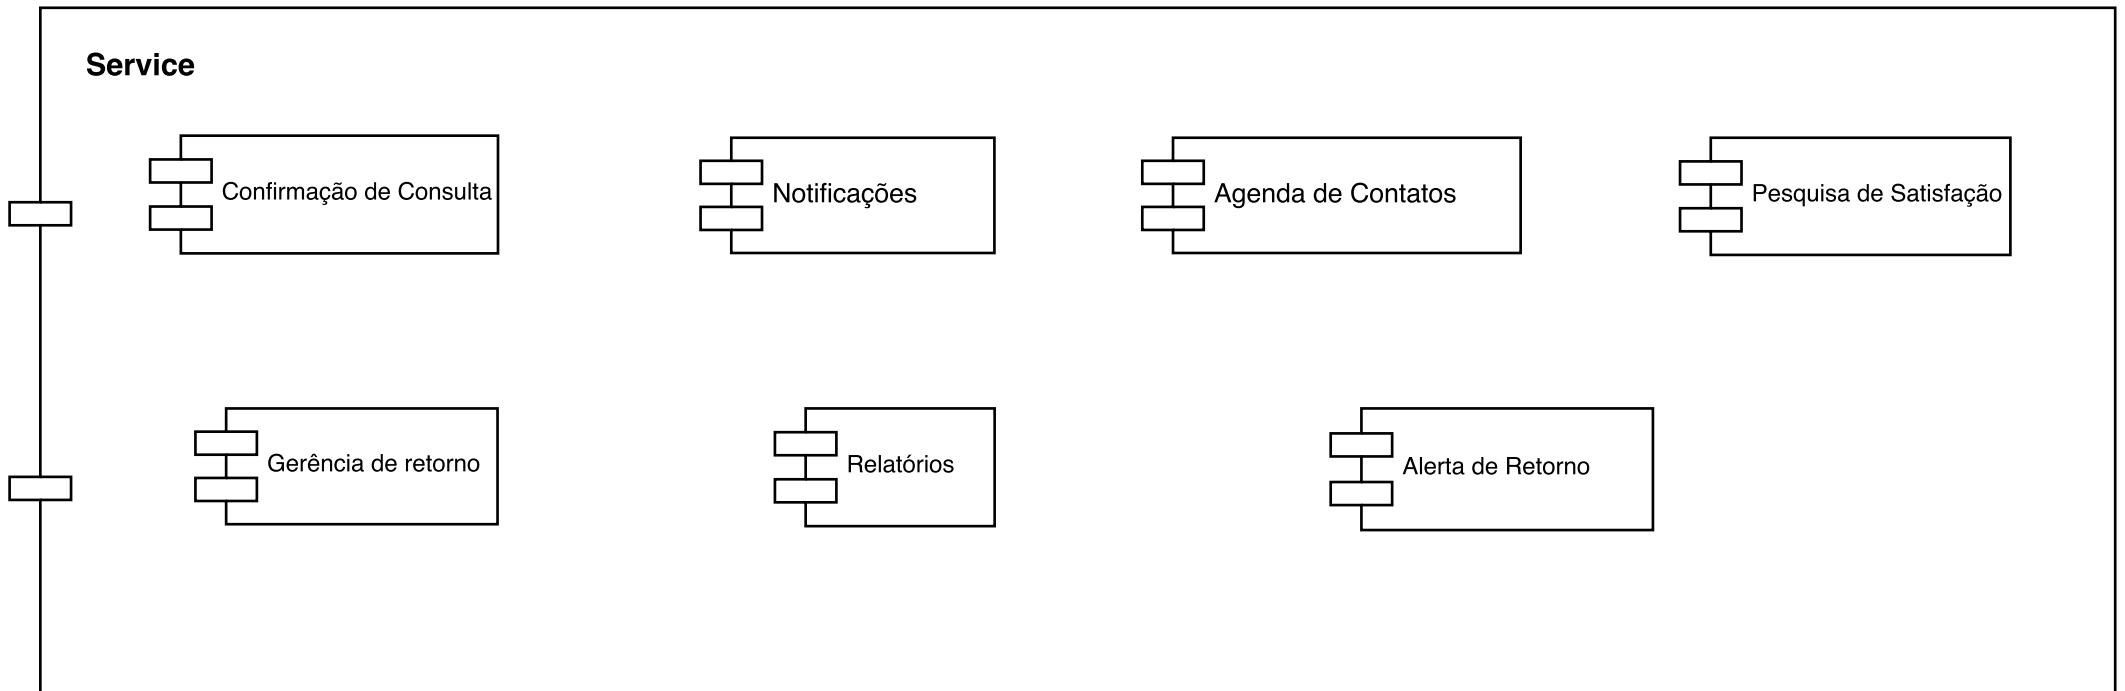 Service
Confirmação de Consulta
Notificações
Agenda de Contatos
Pesquisa de Satisfação
Gerência de retorno
Relatórios
Alerta de Retorno